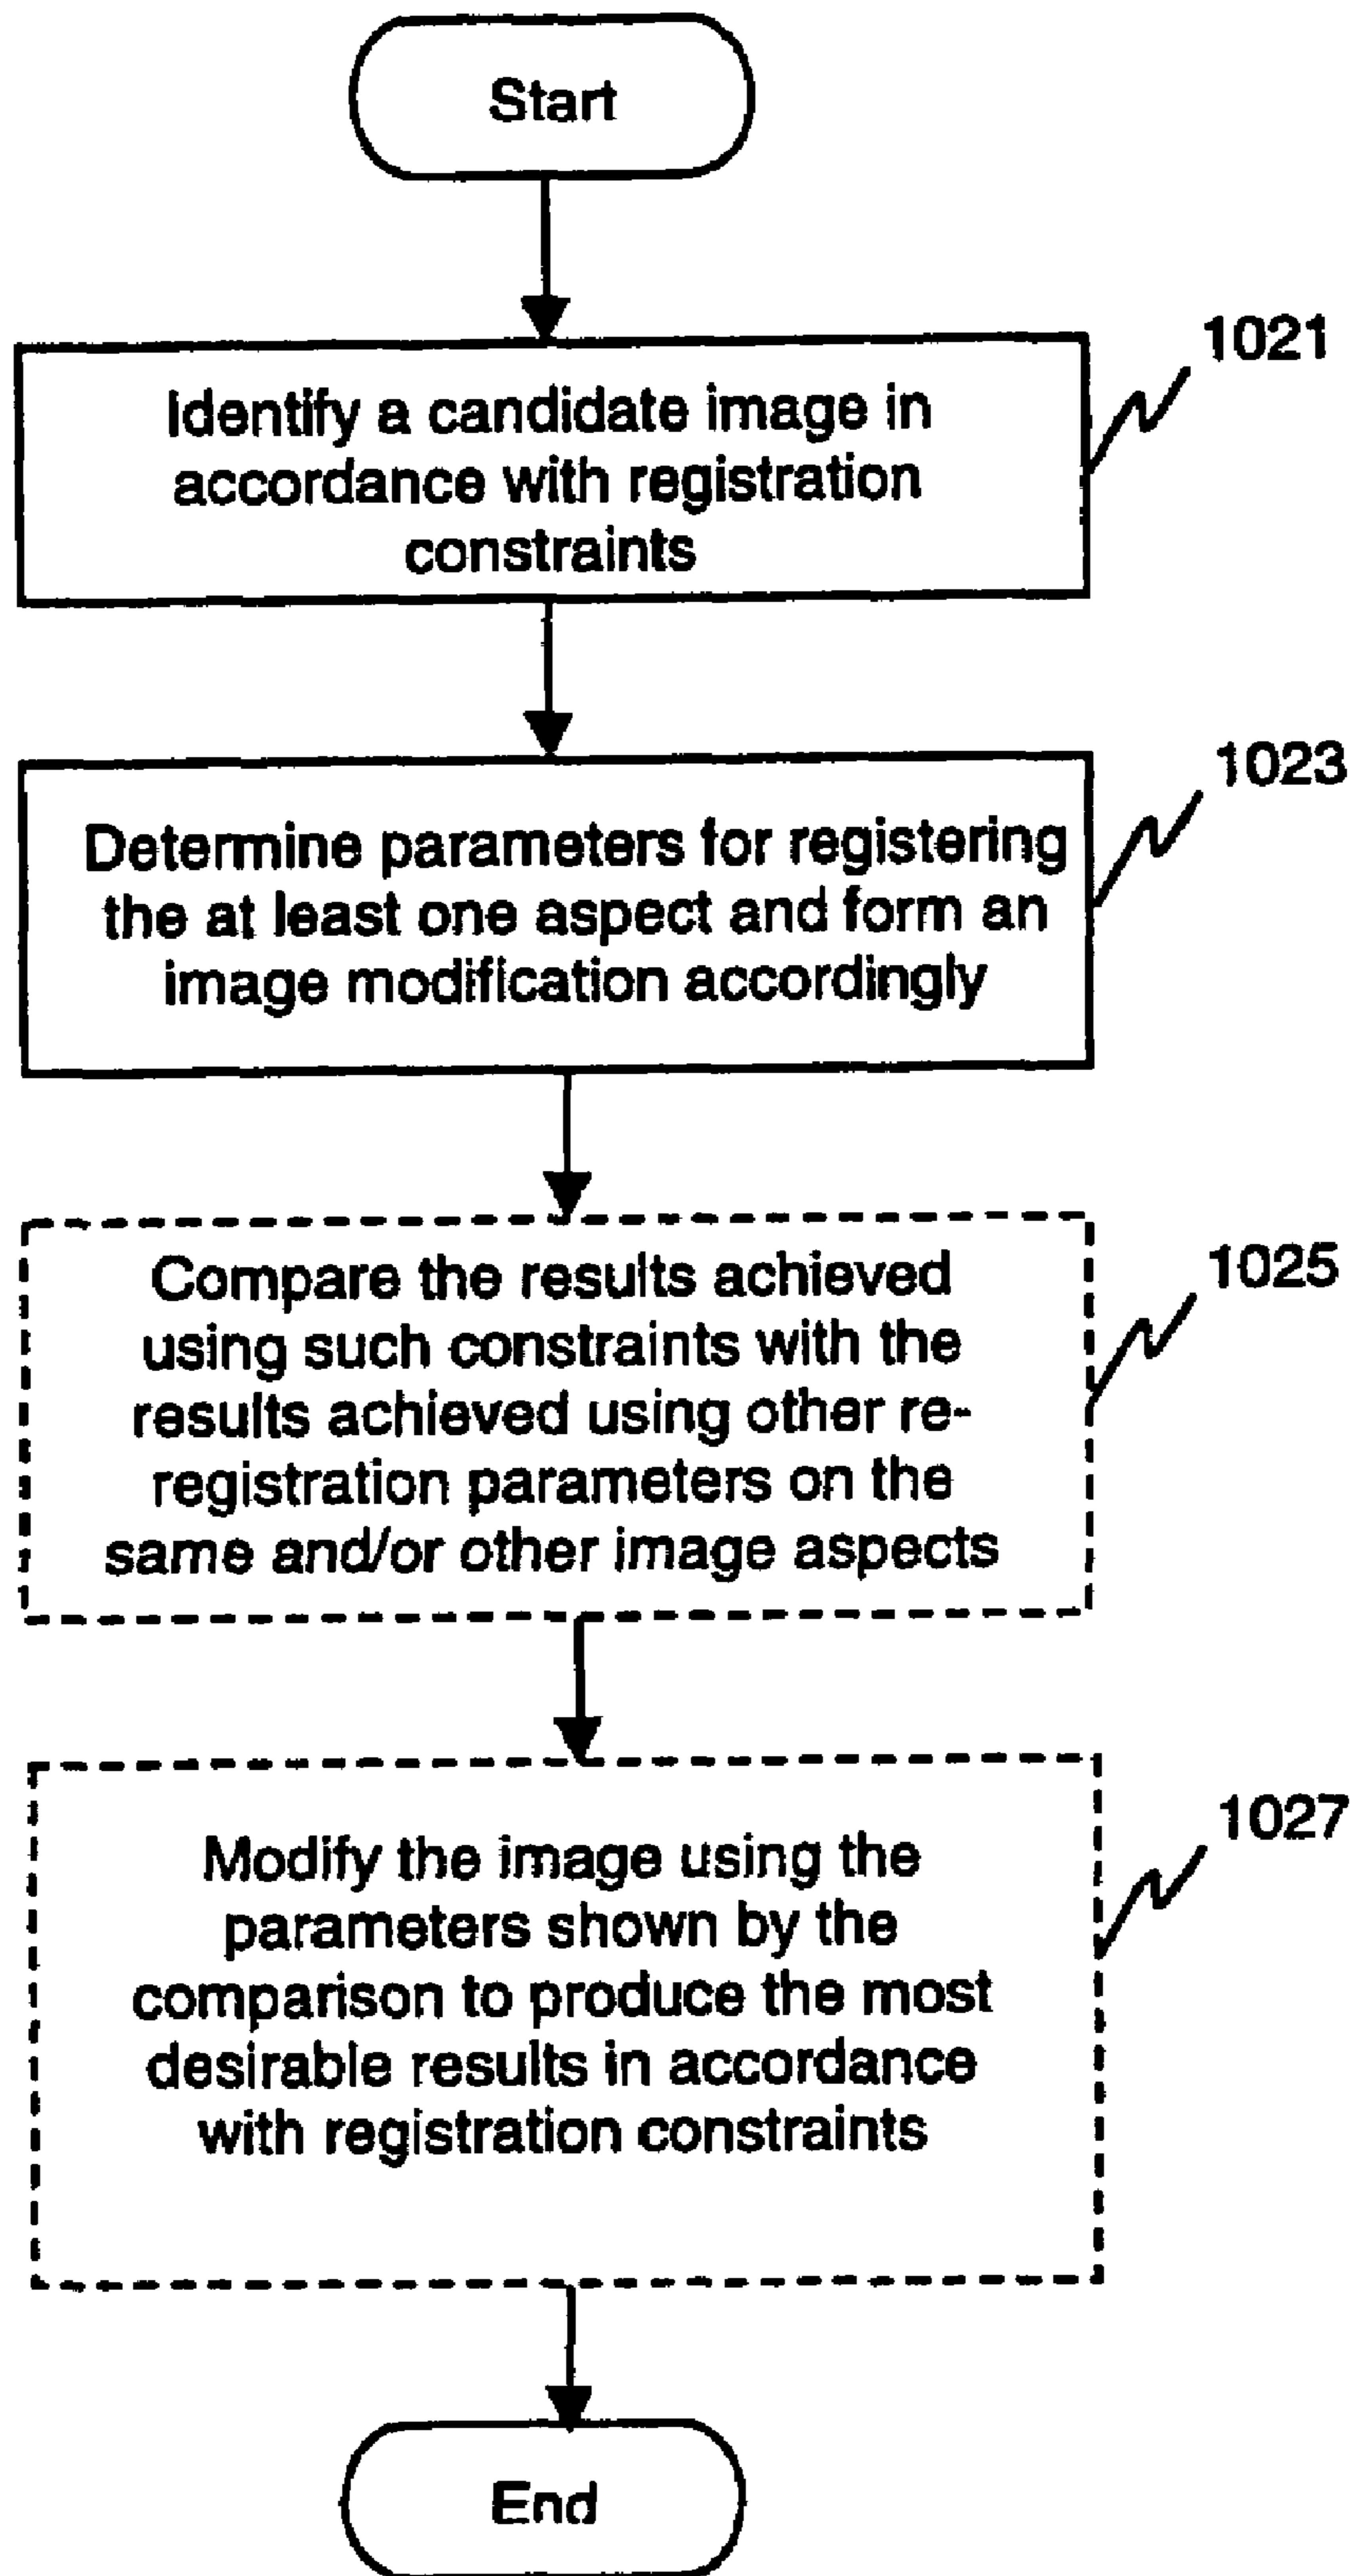 Start
1021
Identify a candidate image in
accordance with registration
constraints
1023
Determine parameters for registering
the at least one aspect and form an
image modification accordingly
1025
Compare the results achieved
using such constraints with the
results achieved using other re-
registration parameters on the
same and/or other image aspects
1027
Modify the image using the
parameters shown by the
comparison to produce the most
desirable results in accordance
with registration constraints
End